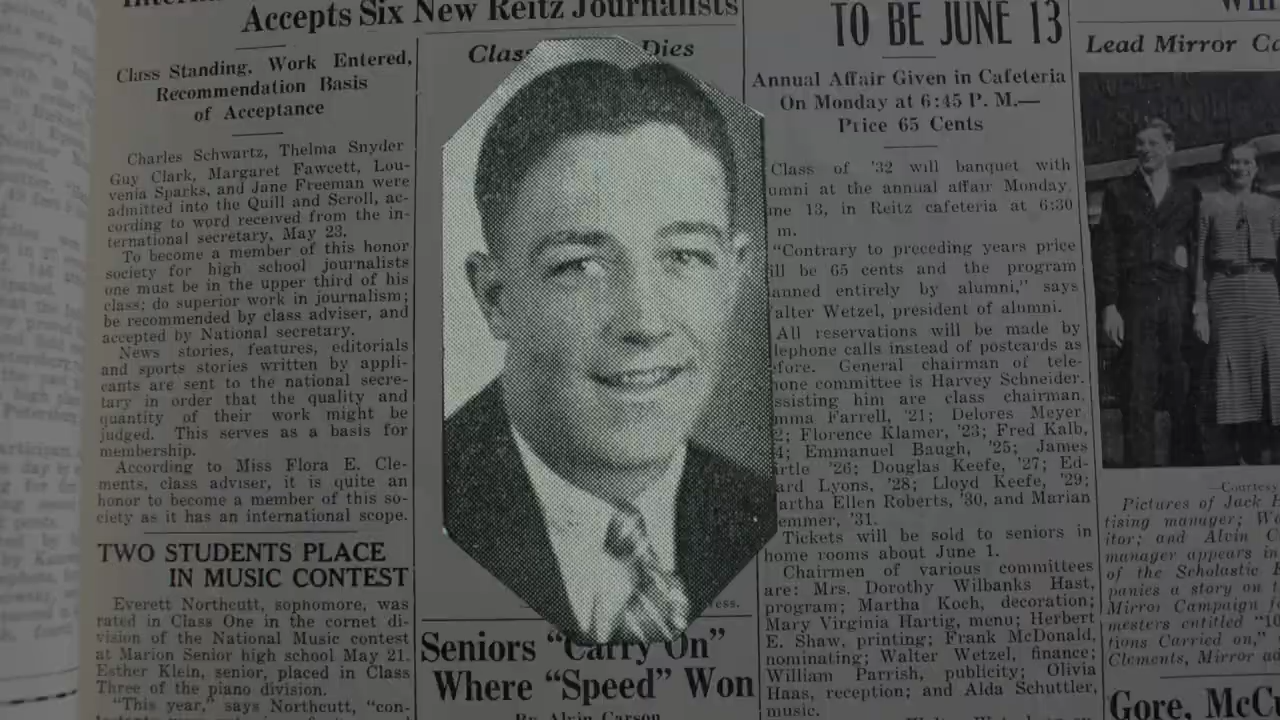 Accepts Six New Reitz Journalists
Class Standing, Work Entered,
Recommendation Basis
of Acceptance
Charles Schwartz, Thelma Snyder
Guy Clark, Margaret Fawcett, Lou-
venia Sparks, and Jane Freeman were
admitted into the Quill and Scroll, ac-
cording to word received from the in-
ternational secretary, May 23.
To become a member of this honor
society for high school journalists
one must be in the upper third of his
class; do superior work in journalism;
be recommended by class adviser, and
accepted by National secretary.
News stories, features, editorials
and sports stories written by appli-
cants are sent to the national secre-
tary in order that the quality and
quantity of their work might be
judged. This serves as a basis for
membership.
According to Miss Flora E. Cle-
ments, class adviser, it is quite an
honor to become a member of this so-
ciety as it has an international scope.
TWO STUDENTS PLACE
IN MUSIC CONTEST
Everett Northcutt, sophomore, was
rated in Class One in the cornet di-
vision of the National Music contest
at Marion Senior high school May 21.
Esther Klein, senior, placed in Class
Three of the piano division.
"This year," says Northcutt, "con-
Class Dies
Seniors "Carry On"
Where "Speed" Won
By Alvin Carson
TO BE JUNE 13
Annual Affair Given in Cafeteria
On Monday at 6:45 P. M.—
Price 65 Cents
Class of '32 will banquet with
umni at the annual affair Monday,
ne 13, in Reitz cafeteria at 6:30
m.
"Contrary to preceding years price
ill be 65 cents and the program
anned entirely by alumni," says
alter Wetzel, president of alumni.
All reservations will be made by
lephone calls instead of postcards as
fore. General chairman of tele-
hone committee is Harvey Schneider.
ssisting him are class chairman,
mma Farrell, '21; Delores Meyer
2; Florence Klamer, '23; Fred Kalb,
4; Emmanuel Baugh, '25; James
rtle '26; Douglas Keefe, '27; Ed-
ard Lyons, '28; Lloyd Keefe, '29;
artha Ellen Roberts, '30, and Marian
emmer, '31.
Tickets will be sold to seniors in
home rooms about June 1.
Chairmen of various committees
are: Mrs. Dorothy Wilbanks Hast,
program; Martha Koch, decoration;
Mary Virginia Hartig, menu; Herbert
E. Shaw, printing; Frank McDonald,
nominating; Walter Wetzel, finance;
William Parrish, publicity; Olivia
Haas, reception; and Alda Schuttler,
music.
Lead Mirror
—Courtesy
Pictures of Jack
tising manager;
itor; and Alvin
manager appears in
of the Scholastic
panies a story on
Mirror Campaign
mesters entitled
tions Carried on,"
Clements, Mirror
Gore,